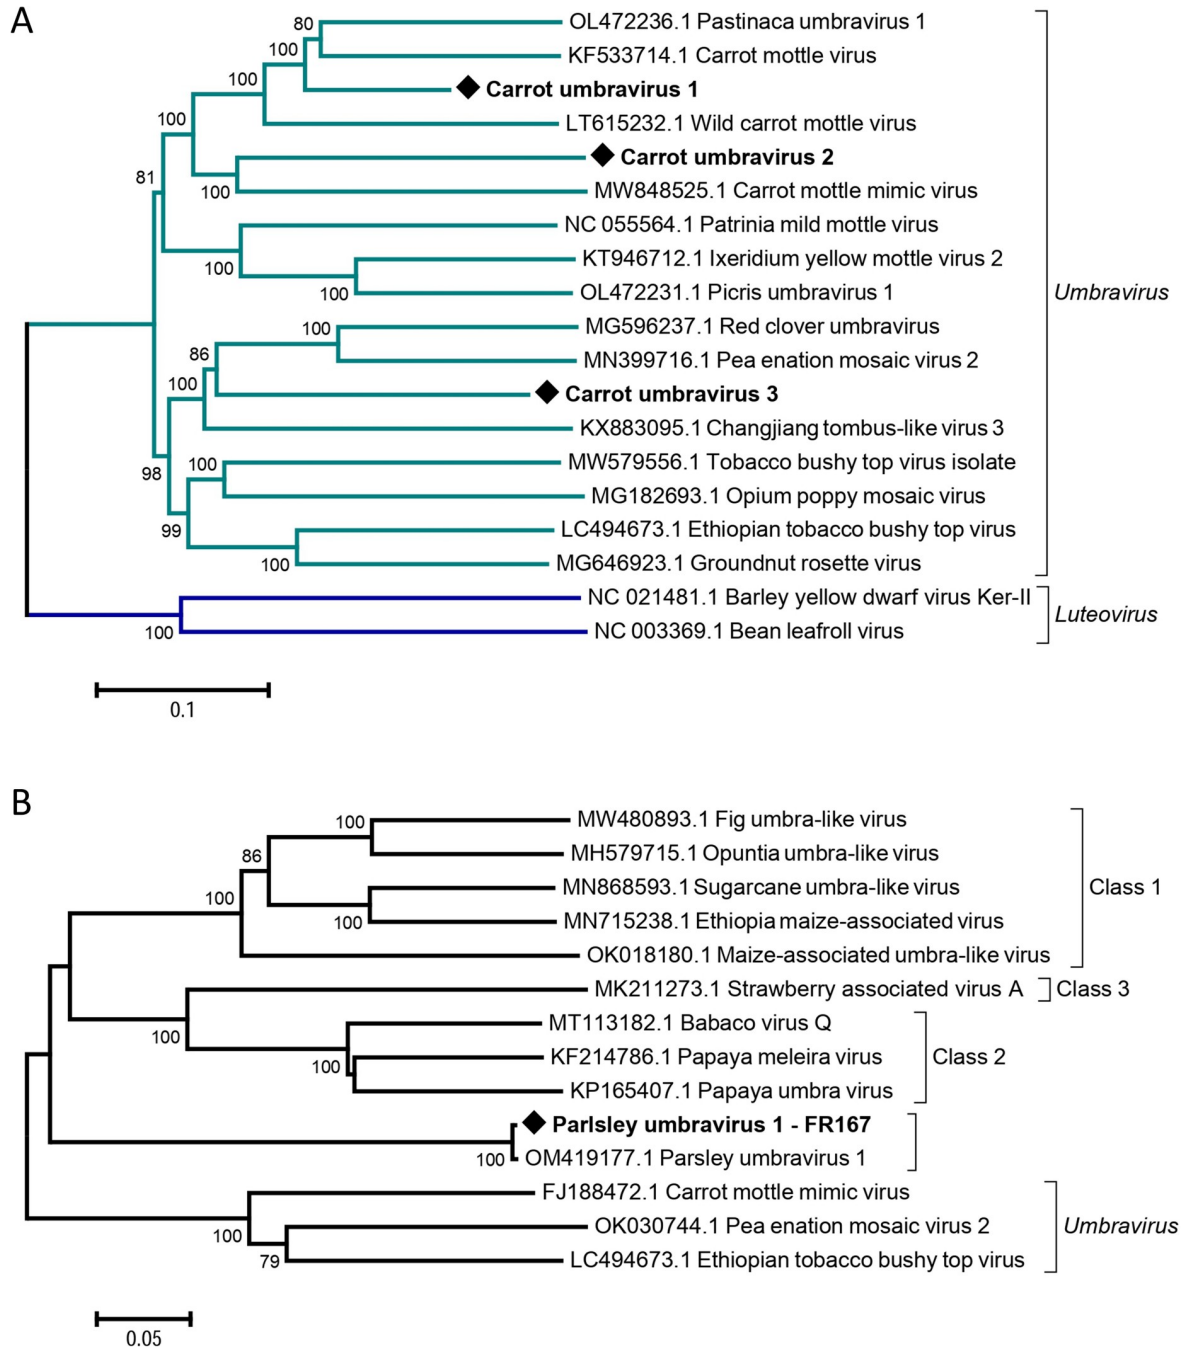 A
80
OL472236.1 Pastinaca umbravirus 1
100
KF533714.1 Carrot mottle virus
100
Carrot umbravirus 1
100
LT615232.1 Wild carrot mottle virus
Carrot umbravirus 2
81
100
MW848525.1 Carrot mottle mimic virus
NC 055564.1 Patrinia mild mottle virus
100
KT946712.1 Ixeridium yellow mottle virus 2
100
OL472231.1 Picris umbravirus 1
Umbravirus
100
MG596237.1 Red clover umbravirus
86
MN399716.1 Pea enation mosaic virus 2
100
Carrot umbravirus 3
KX883095.1 Changjiang tombus-like virus 3
98
100
MW579556.1 Tobacco bushy top virus isolate
MG182693.1 Opium poppy mosaic virus
99
LC494673.1 Ethiopian tobacco bushy top virus
100
MG646923.1 Groundnut rosette virus
NC 021481.1 Barley yellow dwarf virus Ker-II
Luteovirus
100
NC 003369.1 Bean leafroll virus
0.1
B
100
MW480893.1 Fig umbra-like virus
86
MH579715.1 Opuntia umbra-like virus
100
MN868593.1 Sugarcane umbra-like virus
Class 1
100
MN715238.1 Ethiopia maize-associated virus
OK018180.1 Maize-associated umbra-like virus
MK211273.1 Strawberry associated virus A
Class 3
100
MT113182.1 Babaco virus Q
100
KF214786.1 Papaya meleira virus
Class 2
KP165407.1 Papaya umbra virus
Parlsley umbravirus 1 - FR167
100
OM419177.1 Parsley umbravirus 1
FJ188472.1 Carrot mottle mimic virus
100
OK030744.1 Pea enation mosaic virus 2
Umbravirus
79
LC494673.1 Ethiopian tobacco bushy top virus
0.05